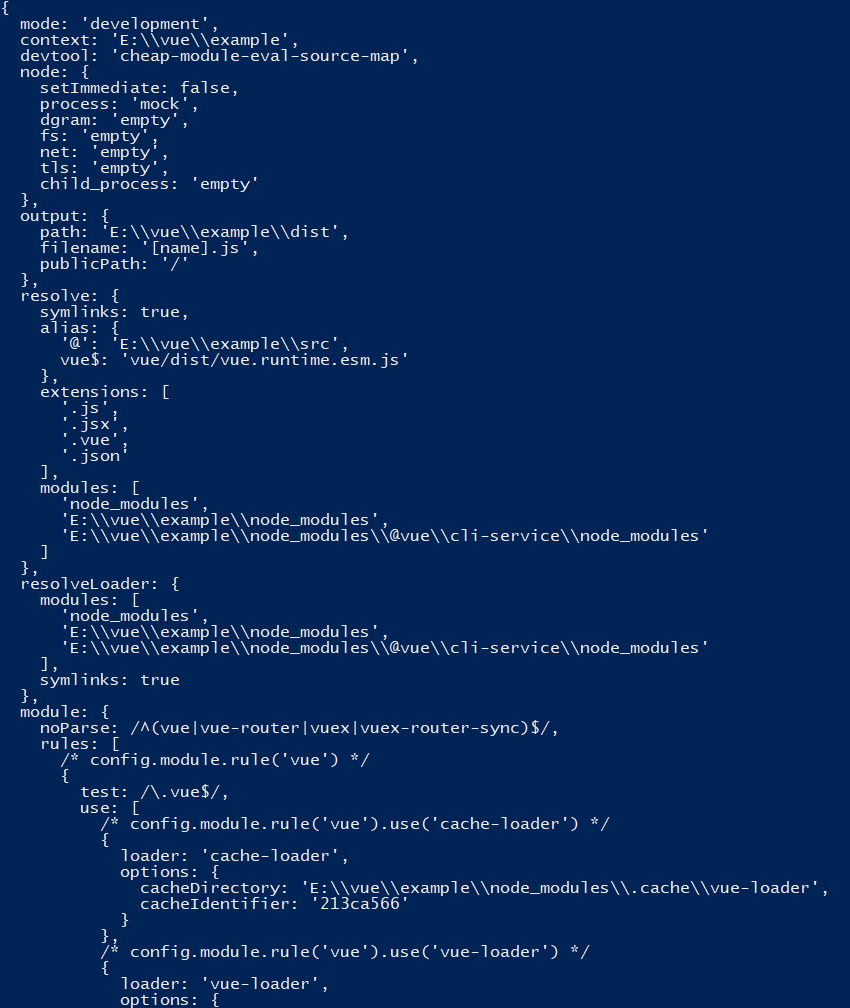 {
  mode: 'development',
  context: 'E:\\vue\\example',
  devtool: 'cheap-module-eval-source-map',
  node: {
    setImmediate: false,
    process: 'mock',
    dgram: 'empty',
    fs: 'empty',
    net: 'empty',
    tls: 'empty',
    child_process: 'empty'
  },
  output: {
    path: 'E:\\vue\\example\\dist',
    filename: '[name].js',
    publicPath: '/'
  },
  resolve: {
    symlinks: true,
    alias: {
      '@': 'E:\\vue\\example\\src',
      vue$: 'vue/dist/vue.runtime.esm.js'
    },
    extensions: [
      '.js',
      '.jsx',
      '.vue',
      '.json'
    ],
    modules: [
      'node_modules',
      'E:\\vue\\example\\node_modules',
      'E:\\vue\\example\\node_modules\\@vue\\cli-service\\node_modules'
    ]
  },
  resolveLoader: {
    modules: [
      'node_modules',
      'E:\\vue\\example\\node_modules',
      'E:\\vue\\example\\node_modules\\@vue\\cli-service\\node_modules'
    ],
    symlinks: true
  },
  module: {
    noParse: /^(vue|vue-router|vuex|vuex-router-sync)$/,
    rules: [
      /* config.module.rule('vue') */
      {
        test: /\.vue$/,
        use: [
          /* config.module.rule('vue').use('cache-loader') */
          {
            loader: 'cache-loader',
            options: {
              cacheDirectory: 'E:\\vue\\example\\node_modules\\.cache\\vue-loader',
              cacheIdentifier: '213ca566'
            }
          },
          /* config.module.rule('vue').use('vue-loader') */
          {
            loader: 'vue-loader',
            options: {